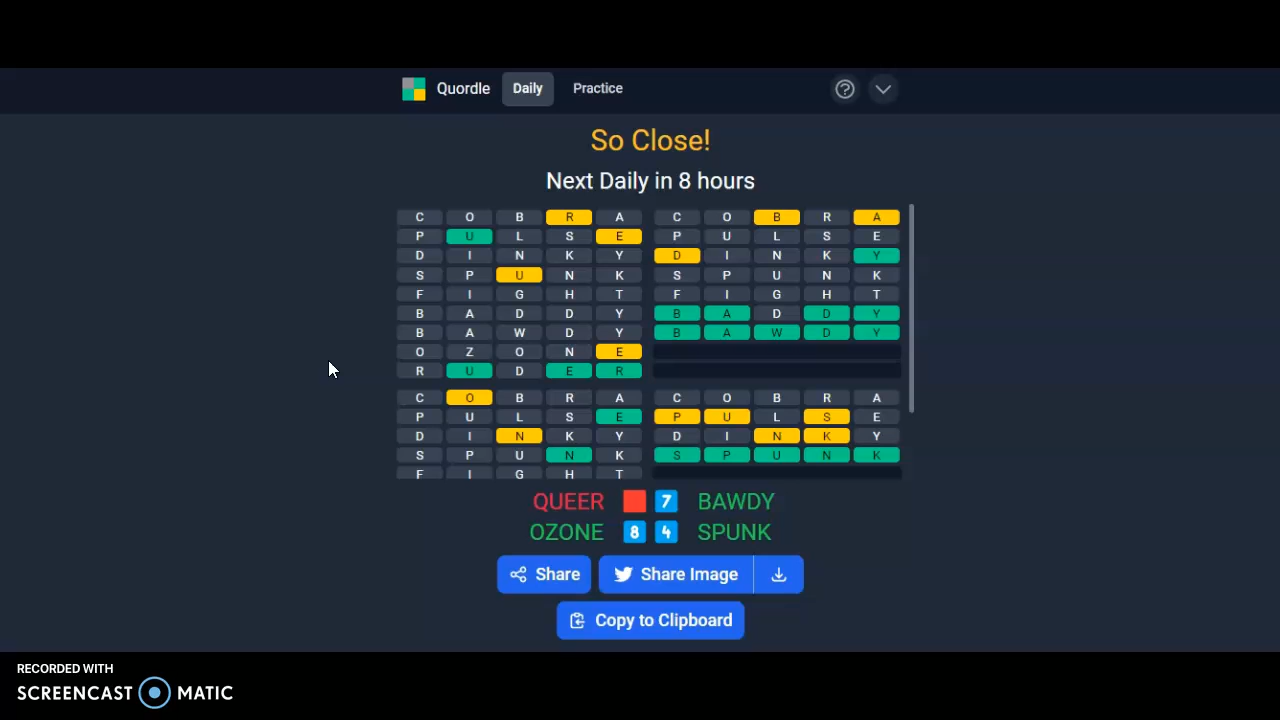 Quordle Daily Practice
So Close!
Next Daily in 8 hours
C O B R A C O B R A
P U L S E P U L S E
D I N K Y D I N K Y
S P U N K S P U N K
F I G H T F I G H T
B A D D Y B A D D Y
B A W D Y B A W D Y
O Z O N E
R U D E R
C O B R A C O B R A
P U L S E P U L S E
D I N K Y D I N K Y
S P U N K S P U N K
F I G H T
QUEER 7 BAWDY
OZONE 8 4 SPUNK
Share Share Image
Copy to Clipboard
RECORDED WITH
SCREENCAST MATIC